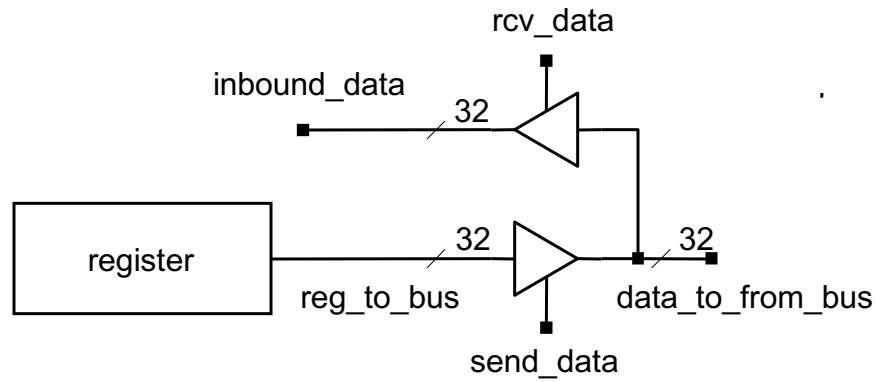 rcv_data
inbound_data
32
32
32
register
reg_to_bus
data_to_from_bus
send_data